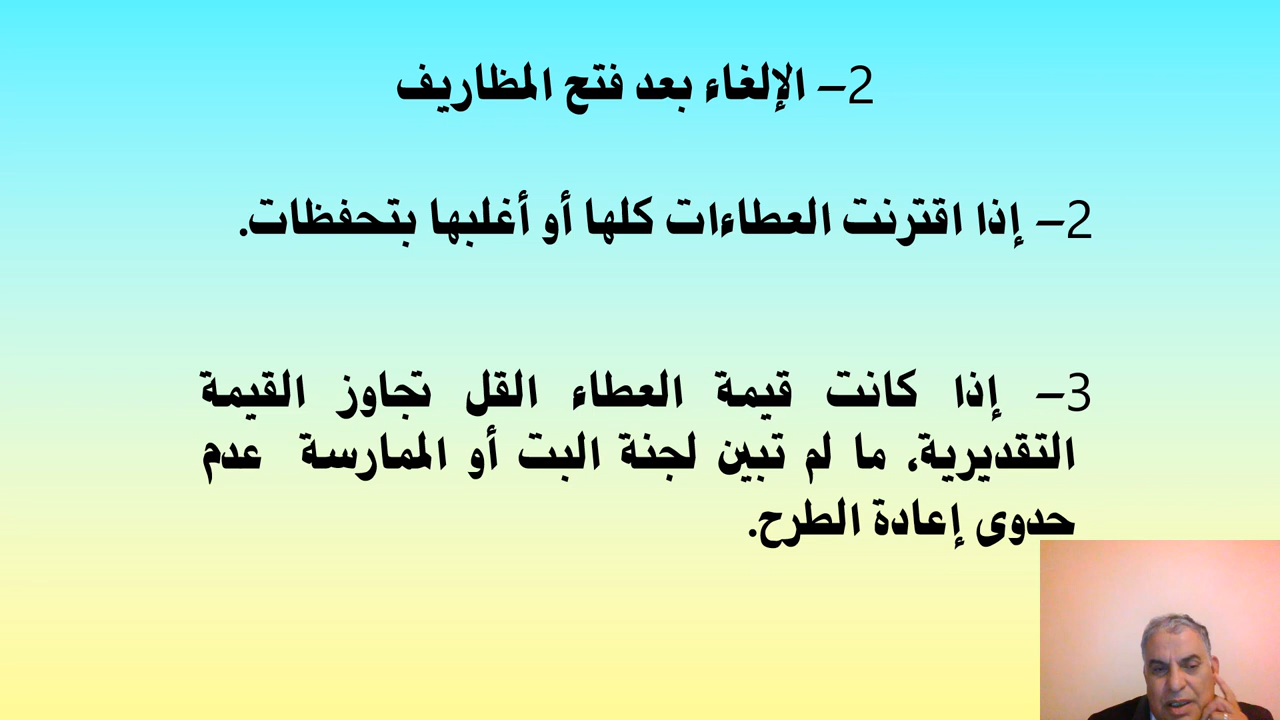 2– الإلغاء بعد فتح المظاريف
2– إذا اقترنت العطاءات كلها أو أغلبها بتحفظات.
3– إذا كانت قيمة العطاء القل تجاوز القيمة
التقديرية، ما لم تبين لجنة البت أو الممارسة عدم
حدوى إعادة الطرح.